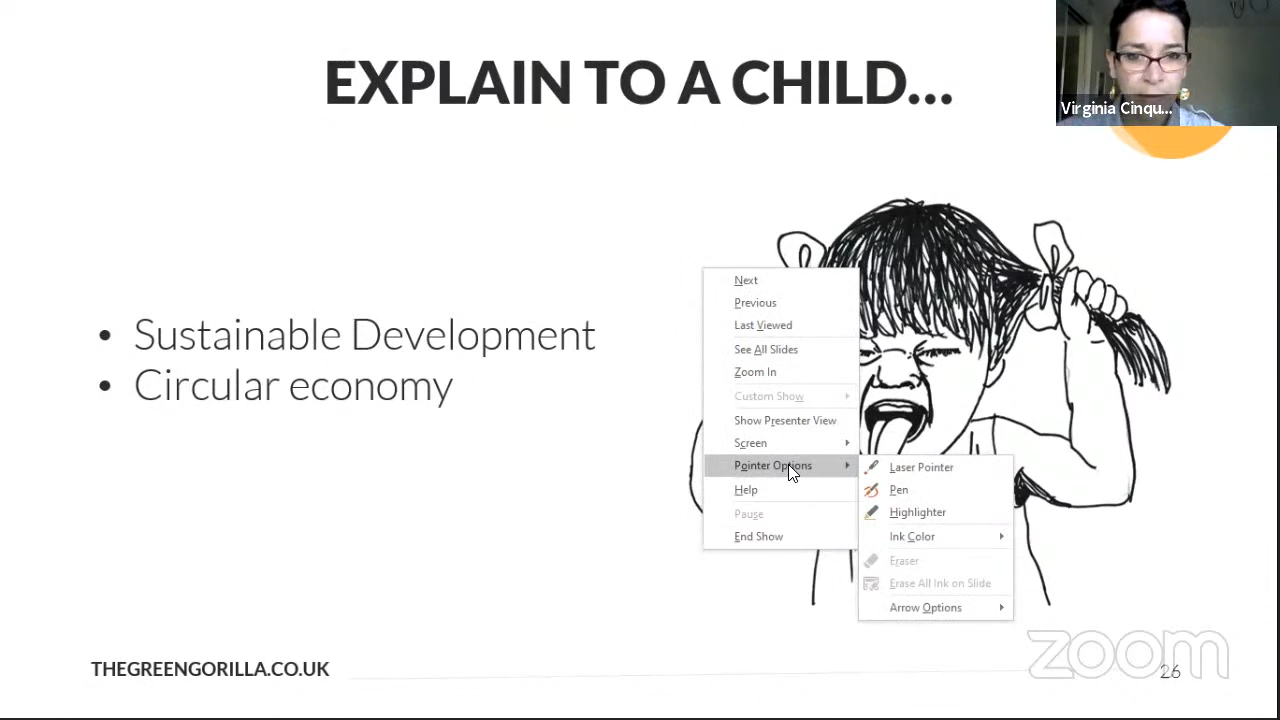 EXPLAIN TO A CHILD...
Virginia Cinqu...
• Sustainable Development
• Circular economy
Next
Previous
Last Viewed
See All Slides
Zoom In
Custom Show
Show Presenter View
Screen
Pointer Options
Help
Pause
End Show
Laser Pointer
Pen
Highlighter
Ink Color
Eraser
Erase All Ink on Slide
Arrow Options
THEGREENGORILLA.CO.UK
zoom
26